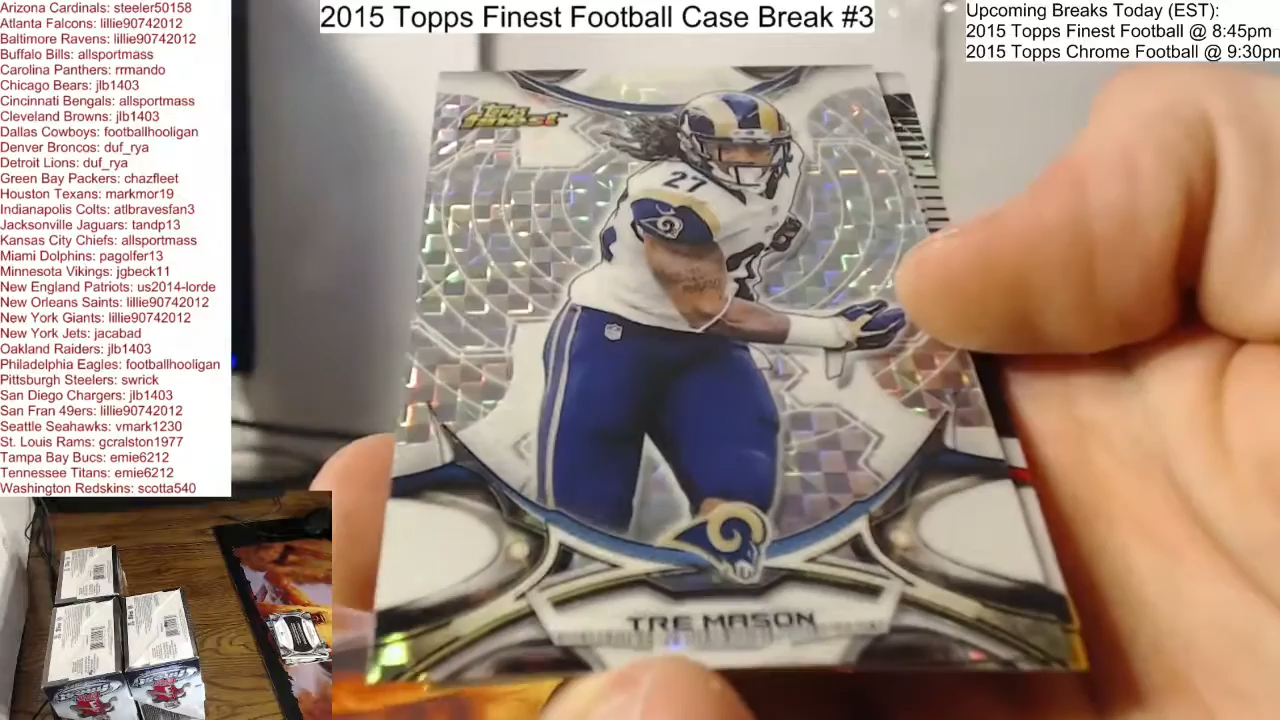 Arizona Cardinals: steeler50158
Atlanta Falcons: lillie90742012
Baltimore Ravens: lillie90742012
Buffalo Bills: allsportmass
Carolina Panthers: rrmando
Chicago Bears: jlb1403
Cincinnati Bengals: allsportmass
Cleveland Browns: jlb1403
Dallas Cowboys: footballhooligan
Denver Broncos: duf_rya
Detroit Lions: duf_rya
Green Bay Packers: chazfleet
Houston Texans: markmor19
Indianapolis Colts: atlbravesfan3
Jacksonville Jaguars: tandp13
Kansas City Chiefs: allsportmass
Miami Dolphins: pagolfer13
Minnesota Vikings: jgbeck11
New England Patriots: us2014-lorde
New Orleans Saints: lillie90742012
New York Giants: lillie90742012
New York Jets: jacabad
Oakland Raiders: jlb1403
Philadelphia Eagles: footballhooligan
Pittsburgh Steelers: swrick
San Diego Chargers: jlb1403
San Fran 49ers: lillie90742012
Seattle Seahawks: vmark1230
St. Louis Rams: gcralston1977
Tampa Bay Bucs: emie6212
Tennessee Titans: emie6212
Washington Redskins: scotta540
2015 Topps Finest Football Case Break #3
Upcoming Breaks Today (EST):
2015 Topps Finest Football @ 8:45pm
2015 Topps Chrome Football @ 9:30pm
Topps
finest
27
TRE MASON